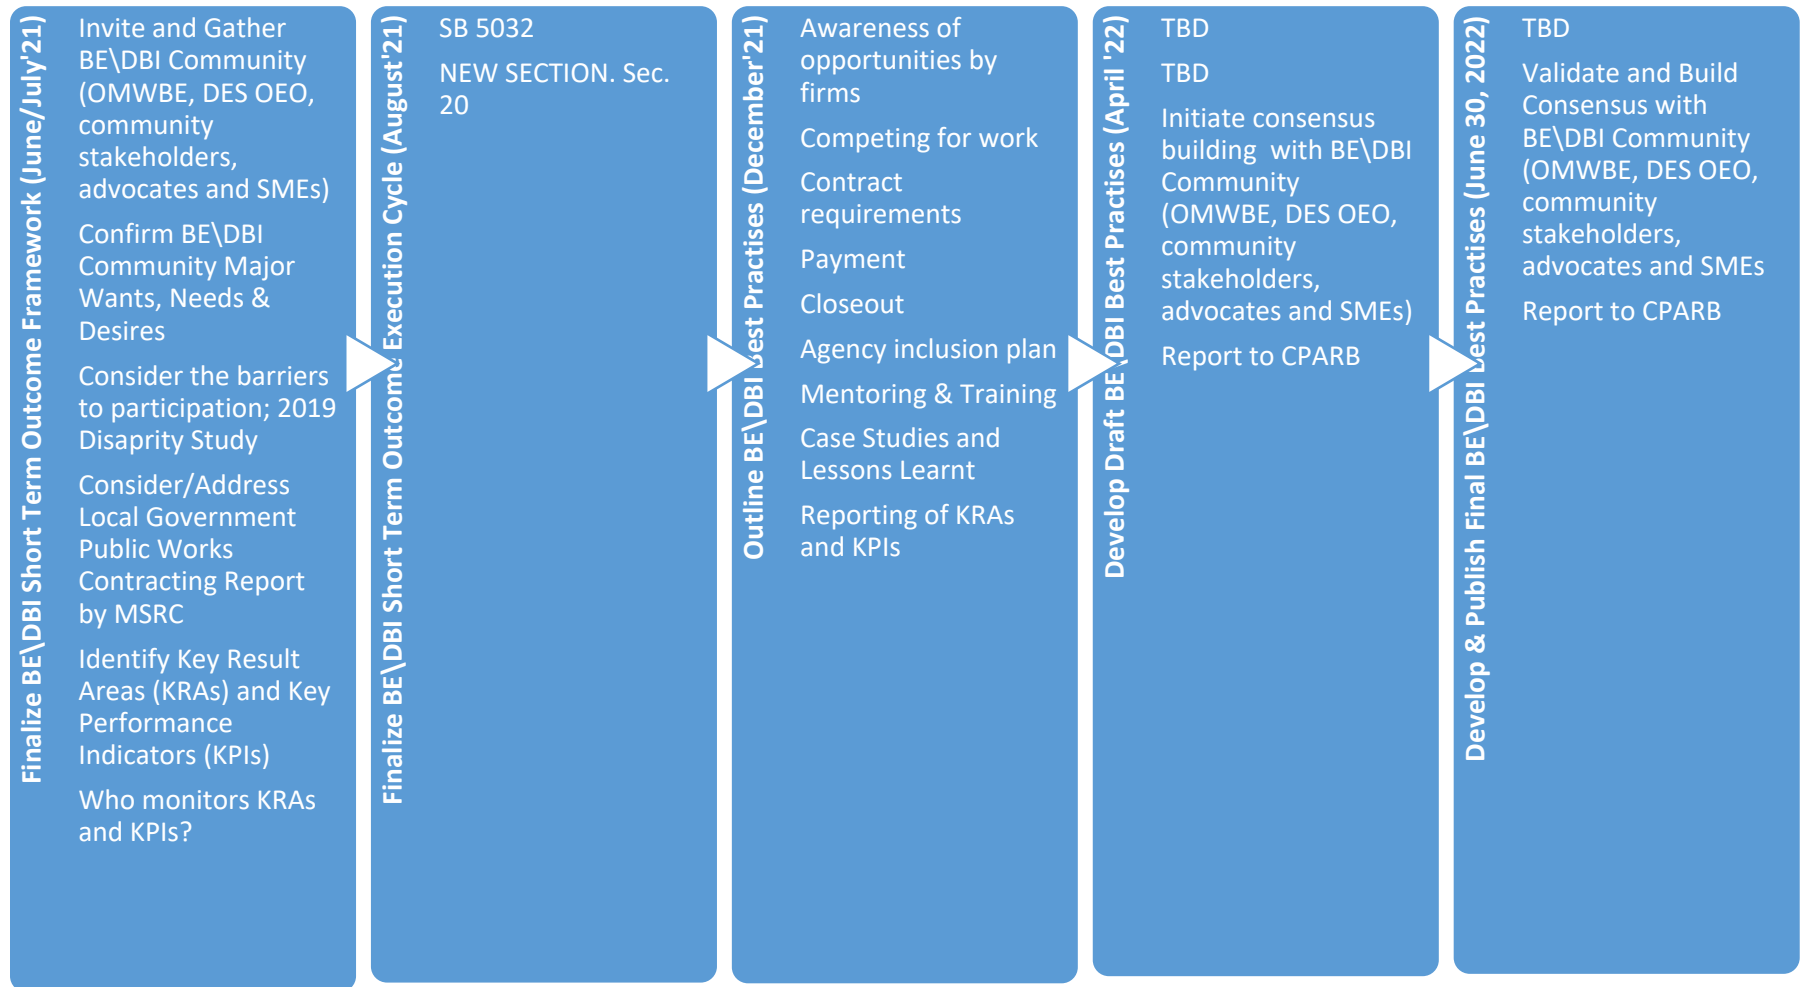 Finalize BE\DBI Short Term Outcome Framework (June/July'21)
Invite and Gather
BE\DBI Community
(OMWBE, DES OEO,
community
stakeholders,
advocates and SMEs)
Confirm BE\DBI
Community Major
Wants, Needs &
Desires
Consider the barriers
to participation; 2019
Disaprity Study
Consider/Address
Local Government
Public Works
Contracting Report
by MSRC
Identify Key Result
Areas (KRAs) and Key
Performance
Indicators (KPIs)
Who monitors KRAs
and KPIs?
Finalize BE\DBI Short Term Outcome Execution Cycle (August'21)
SB 5032
NEW SECTION. Sec.
20
Outline BE\DBI Best Practises (December'21)
Awareness of
opportunities by
firms
Competing for work
Contract
requirements
Payment
Closeout
Agency inclusion plan
Mentoring & Training
Case Studies and
Lessons Learnt
Reporting of KRAs
and KPIs
Develop Draft BE\DBI Best Practises (April '22)
TBD
TBD
Initiate consensus
building with BE\DBI
Community
(OMWBE, DES OEO,
community
stakeholders,
advocates and SMEs)
Report to CPARB
Develop & Publish Final BE\DBI Best Practises (June 30, 2022)
TBD
Validate and Build
Consensus with
BE\DBI Community
(OMWBE, DES OEO,
community
stakeholders,
advocates and SMEs
Report to CPARB